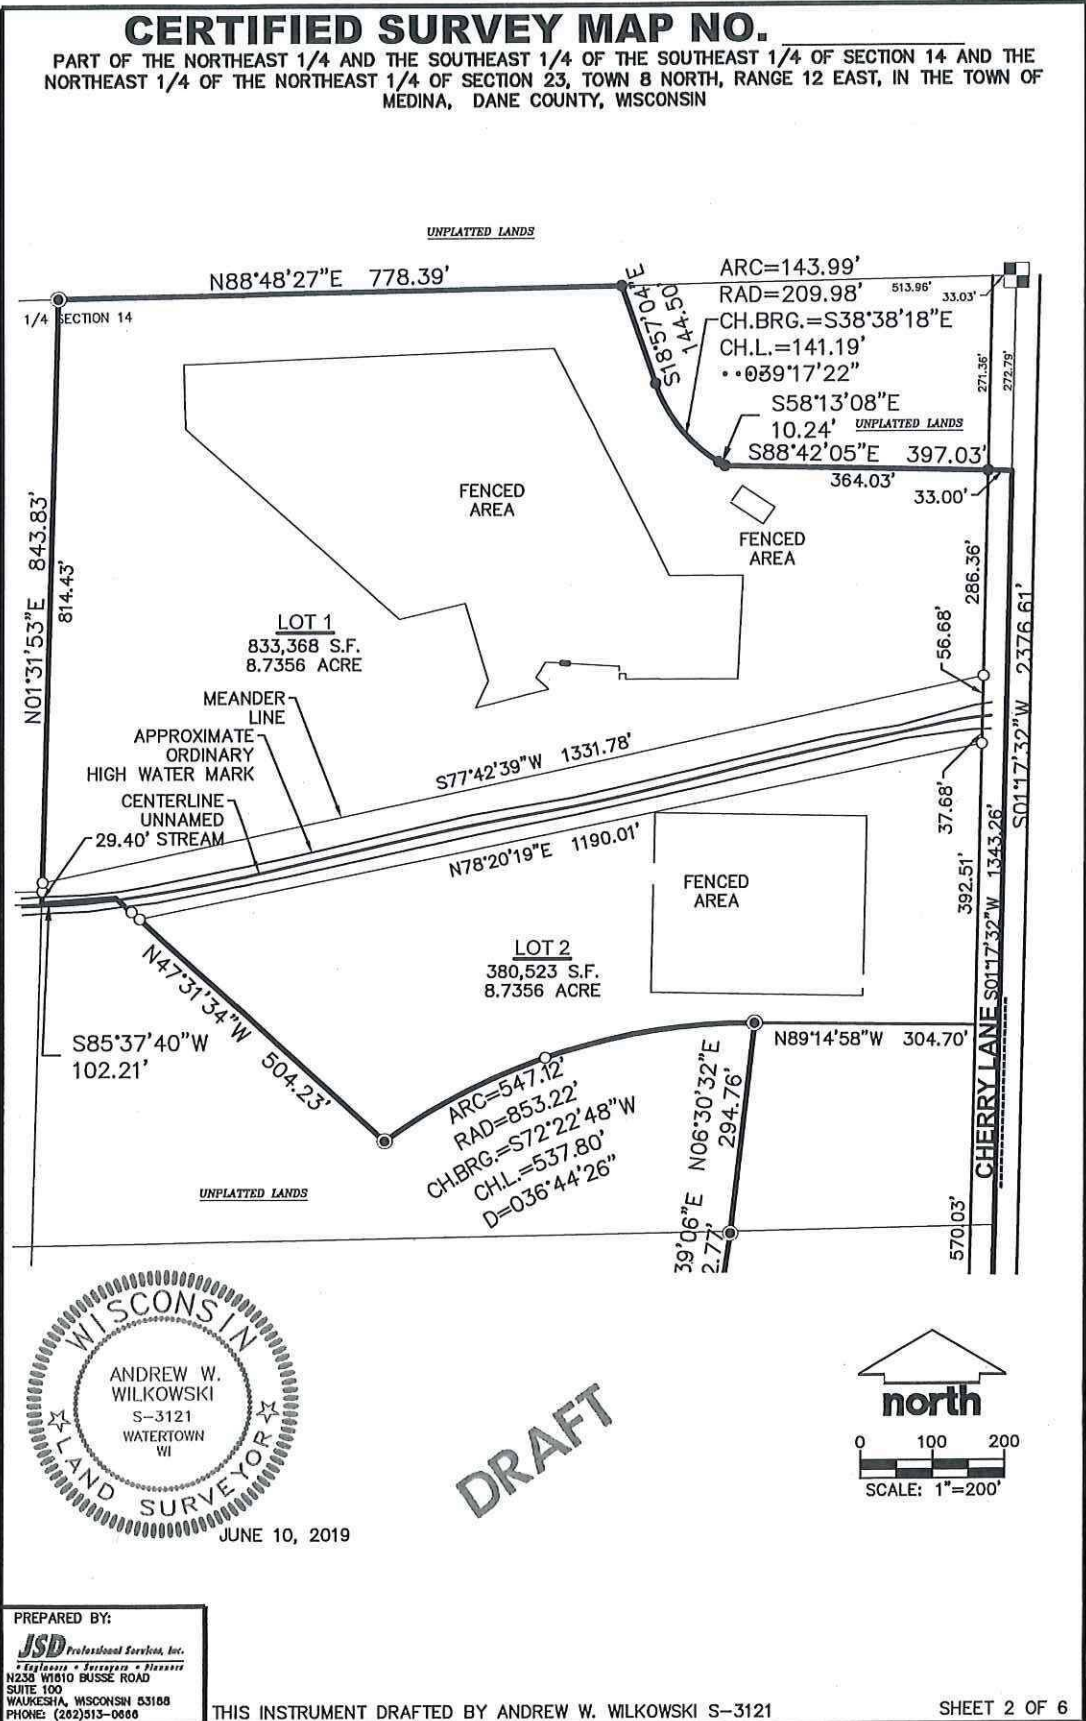 CERTIFIED SURVEY MAP NO.
PART OF THE NORTHEAST 1/4 AND THE SOUTHEAST 1/4 OF THE SOUTHEAST 1/4 OF SECTION 14 AND THE
NORTHEAST 1/4 OF THE NORTHEAST 1/4 OF SECTION 23, TOWN 8 NORTH, RANGE 12 EAST, IN THE TOWN OF
MEDINA, DANE COUNTY, WISCONSIN
UNPLATTED LANDS
N88°48'27"E 778.39'
1/4 SECTION 14
S18°57'04"E
144.50'
ARC=143.99'
RAD=209.98'
CH.BRG.=S38°38'18"E
CH.L.=141.19'
039°17'22"
513.96'
33.03'
271.36'
272.79'
S58°13'08"E
10.24'
UNPLATTED LANDS
S88°42'05"E 397.03'
364.03'
33.00'
FENCED
AREA
FENCED
AREA
N01°31'53"E 843.83'
814.43'
LOT 1
833,368 S.F.
8.7356 ACRE
286.36'
56.68'
S01°17'32"W 2376.61'
MEANDER
LINE
APPROXIMATE
ORDINARY
HIGH WATER MARK
CENTERLINE
UNNAMED
29.40' STREAM
S77°42'39"W 1331.78'
N78°20'19"E 1190.01'
37.68'
392.51'
S01°17'32"W 1343.26'
CHERRY LANE
FENCED
AREA
LOT 2
380,523 S.F.
8.7356 ACRE
N47°31'34"W 504.23'
S85°37'40"W
102.21'
N89°14'58"W 304.70'
ARC=547.12'
RAD=853.22'
CH.BRG.=S72°22'48"W
CH.L.=537.80'
D=036°44'26"
N06°30'32"E
294.76'
39'06"E
2.77'
570.03'
UNPLATTED LANDS
WISCONSIN
ANDREW W.
WILKOWSKI
S-3121
WATERTOWN
WI
LAND SURVEYOR
JUNE 10, 2019
DRAFT
north
0 100 200
SCALE: 1"=200'
PREPARED BY:
JSD Professional Services, Inc.
• Engineers • Surveyors • Planners
N238 W1610 BUSSE ROAD
SUITE 100
WAUKESHA, WISCONSIN 53188
PHONE: (262)513-0666
THIS INSTRUMENT DRAFTED BY ANDREW W. WILKOWSKI S-3121
SHEET 2 OF 6